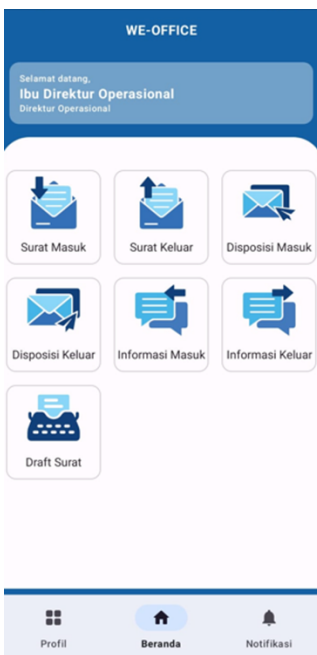 WE-OFFICE
Selamat datang,
Ibu Direktur Operasional
Direktur Operasional
Surat Masuk
Surat Keluar
Disposisi Masuk
Disposisi Keluar
Informasi Masuk
Informasi Keluar
Draft Surat
Profil
Beranda
Notifikasi